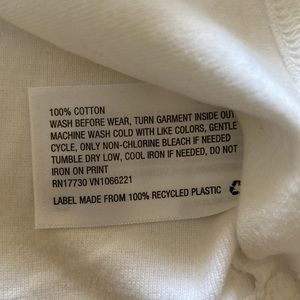 100% COTTON
WASH BEFORE WEAR, TURN GARMENT INSIDE OUT
MACHINE WASH COLD WITH LIKE COLORS, GENTLE
CYCLE, ONLY NON-CHLORINE BLEACH IF NEEDED
TUMBLE DRY LOW, COOL IRON IF NEEDED, DO NOT
IRON ON PRINT
RN17730 VN1066221
LABEL MADE FROM 100% RECYCLED PLASTIC